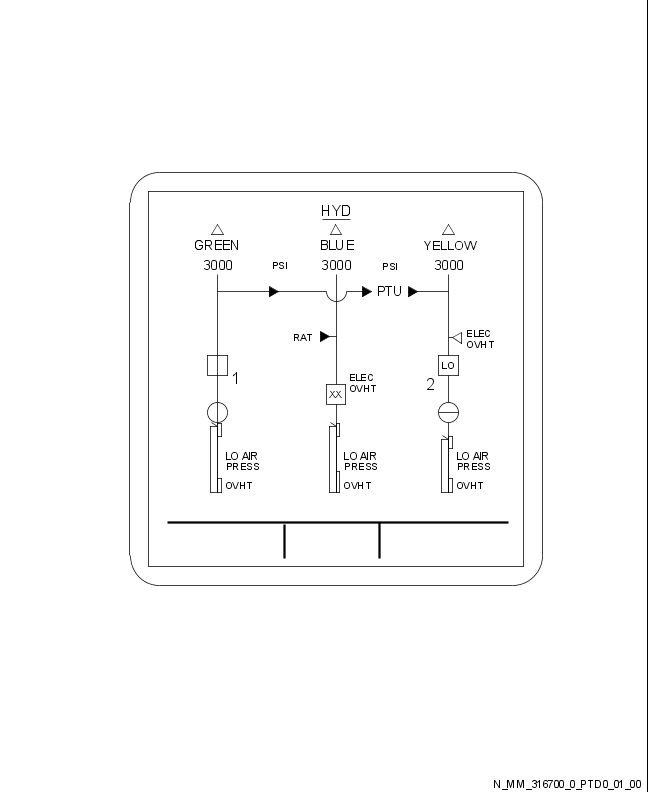 HYD
GREEN BLUE YELLOW
3000 PSI 3000 PSI 3000
PTU
RAT
ELEC
OVHT
1
LO
2
ELEC
OVHT
XX
LO AIR
PRESS
OVHT
LO AIR
PRESS
OVHT
LO AIR
PRESS
OVHT
N_MM_316700_0_PTD0_01_00